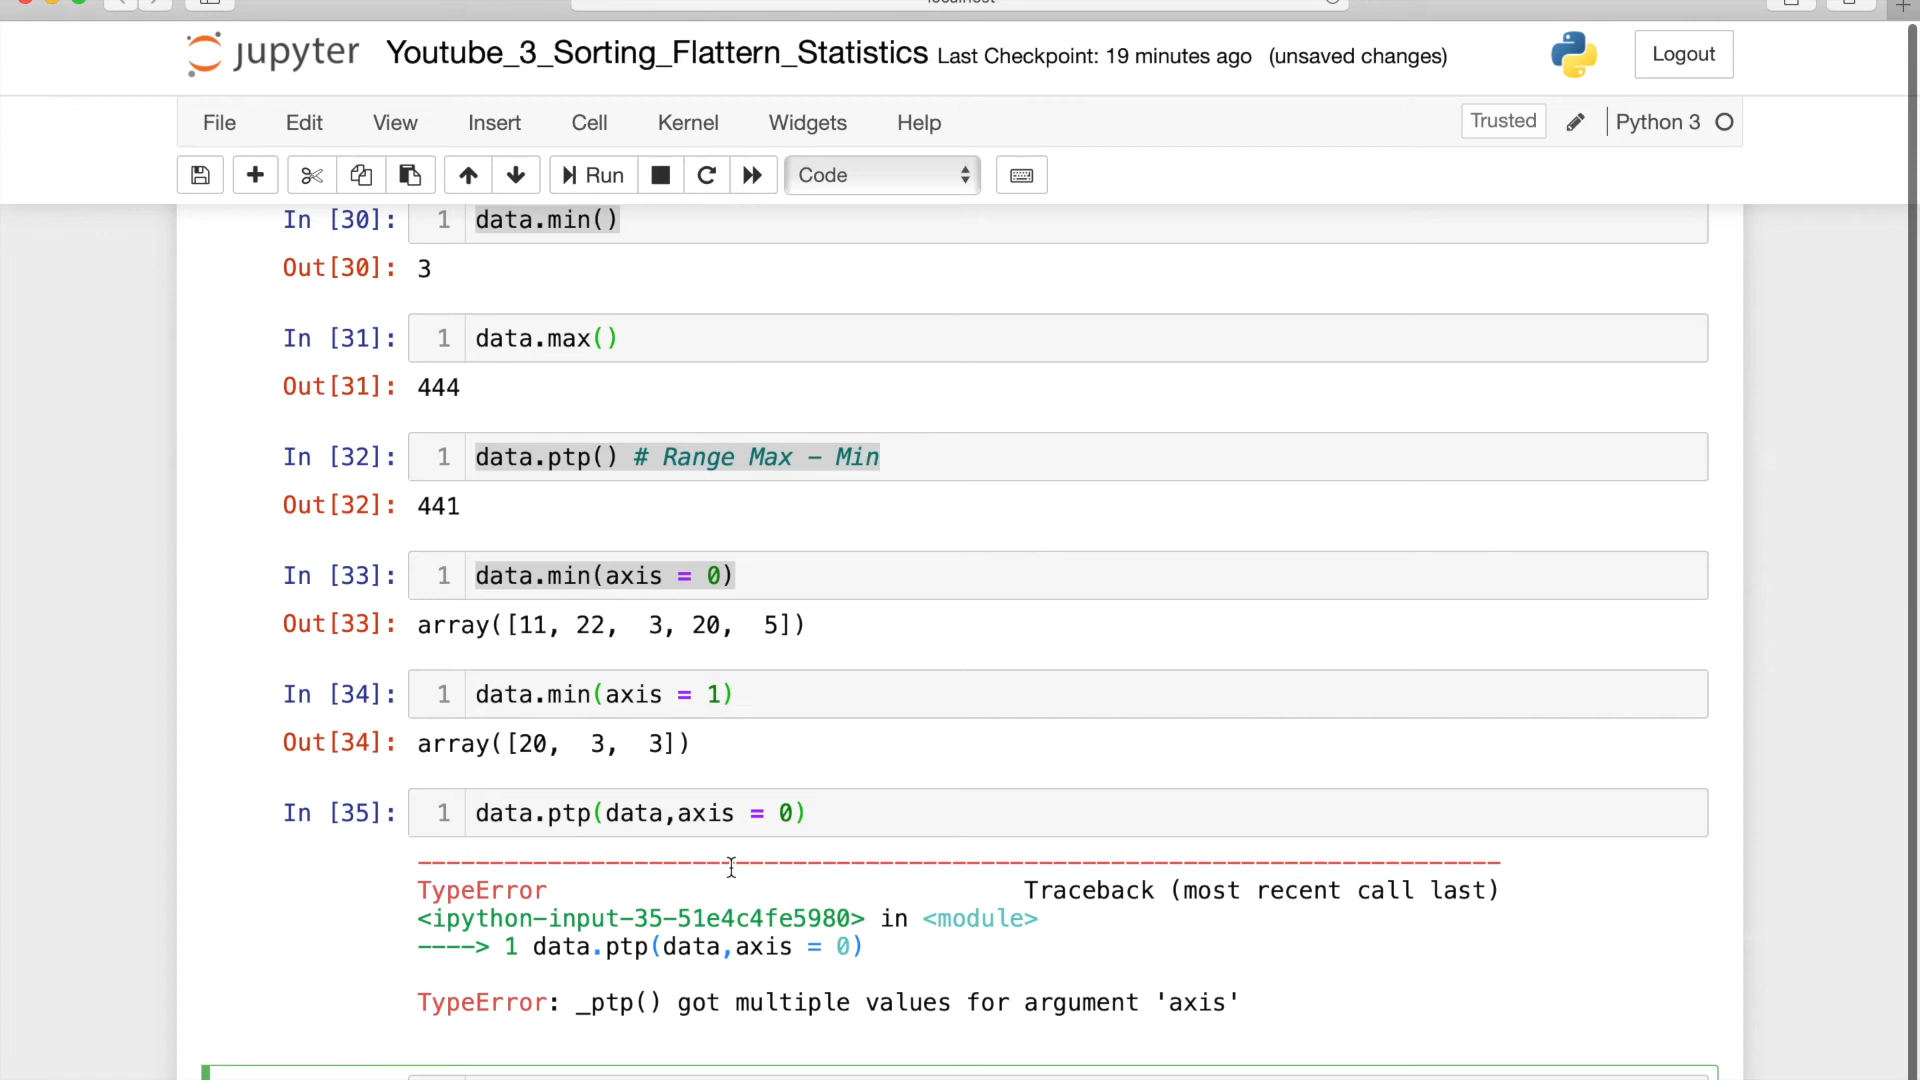 jupyter Youtube_3_Sorting_Flattern_Statistics Last Checkpoint: 19 minutes ago (unsaved changes) Logout
File Edit View Insert Cell Kernel Widgets Help Trusted Python 3
Run Code
In [30]: 1 data.min()
Out[30]: 3
In [31]: 1 data.max()
Out[31]: 444
In [32]: 1 data.ptp() # Range Max - Min
Out[32]: 441
In [33]: 1 data.min(axis = 0)
Out[33]: array([11, 22,  3, 20,  5])
In [34]: 1 data.min(axis = 1)
Out[34]: array([20,  3,  3])
In [35]: 1 data.ptp(data,axis = 0)
---------------------------------------------------------------------------
TypeError Traceback (most recent call last)
<ipython-input-35-51e4c4fe5980> in <module>
----> 1 data.ptp(data,axis = 0)
TypeError: _ptp() got multiple values for argument 'axis'